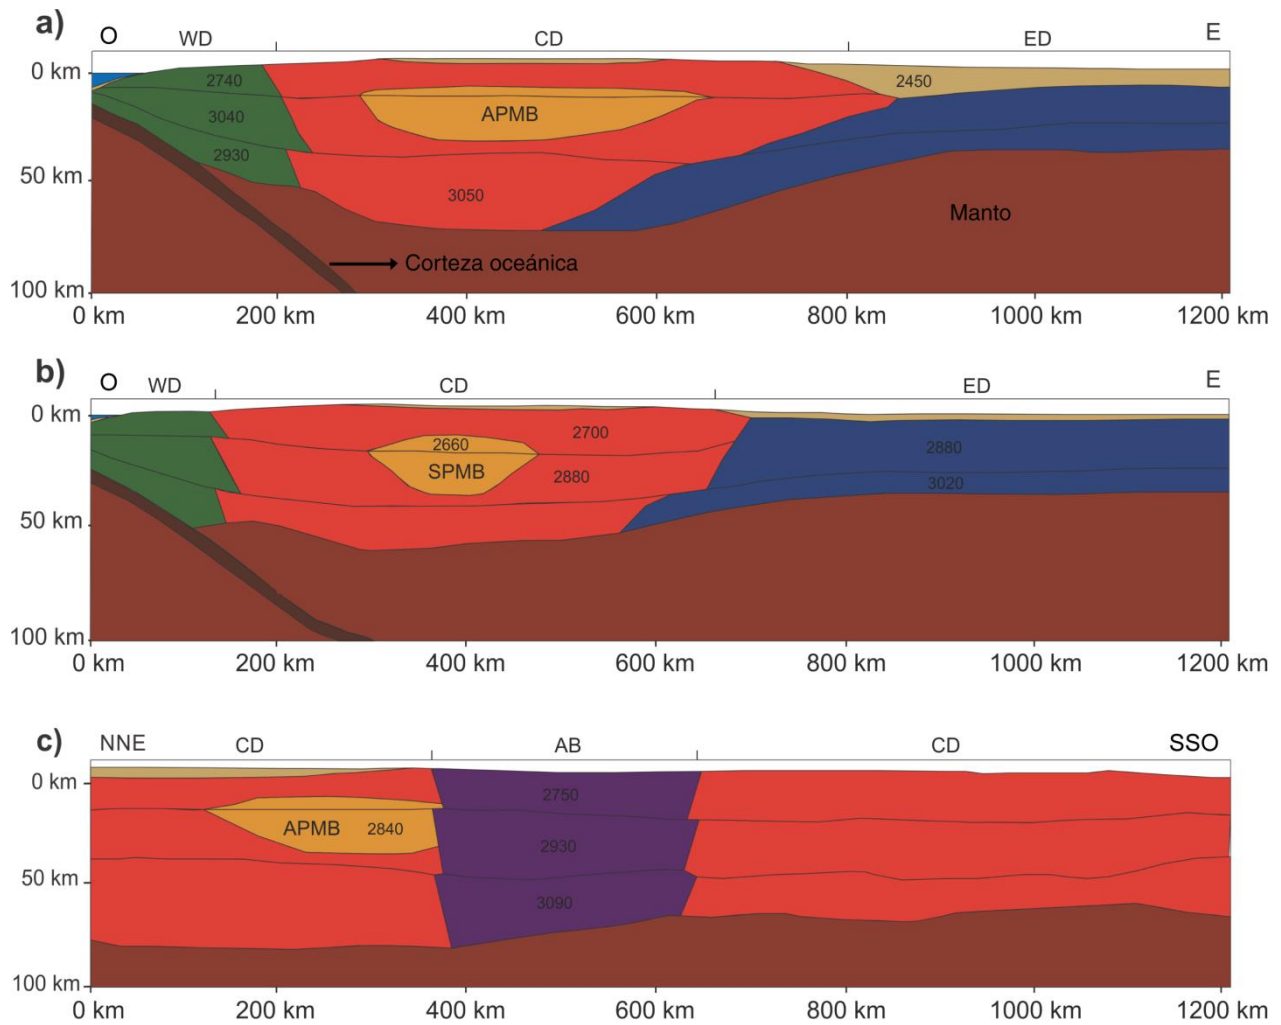 a)
O WD CD ED E
0 km
2740
2450
3040
APMB
2930
50 km
3050
Manto
Corteza oceánica
100 km
0 km 200 km 400 km 600 km 800 km 1000 km 1200 km
b)
O WD CD ED E
0 km
2700
2660
2880
SPMB
2880
3020
50 km
100 km
0 km 200 km 400 km 600 km 800 km 1000 km 1200 km
c)
NNE CD AB CD SSO
0 km
2750
APMB 2840
2930
50 km
3090
100 km
0 km 200 km 400 km 600 km 800 km 1000 km 1200 km